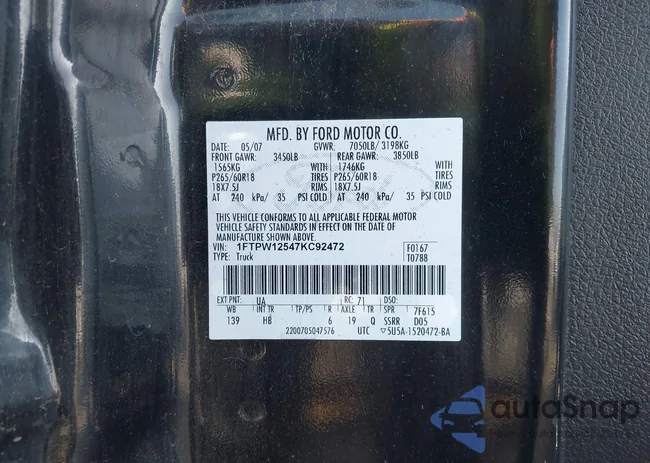 MFD. BY FORD MOTOR CO.
DATE: 05/07 GVWR: 7050LB/ 3198KG
FRONT GAWR: 3450LB REAR GAWR: 3850LB
1565KG WITH 1746KG WITH
P265/60R18 TIRES P265/60R18 TIRES
18X7.5J RIMS 18X7.5J RIMS
AT 240 kPa/ 35 PSI COLD AT 240 kPa/ 35 PSI COLD
THIS VEHICLE CONFORMS TO ALL APPLICABLE FEDERAL MOTOR
VEHICLE SAFETY STANDARDS IN EFFECT ON THE DATE OF
MANUFACTURE SHOWN ABOVE.
VIN: 1FTPW12547KC92472 F0167
TYPE: Truck T0788
EXT PNT: UA RC: 71 DSO:
WB INT TR TP/PS R AXLE TR SPR 7F615
139 HB 6 19 Q SSRR D05
2200705047576 UTC 5U5A-1520472-BA
autoSnap